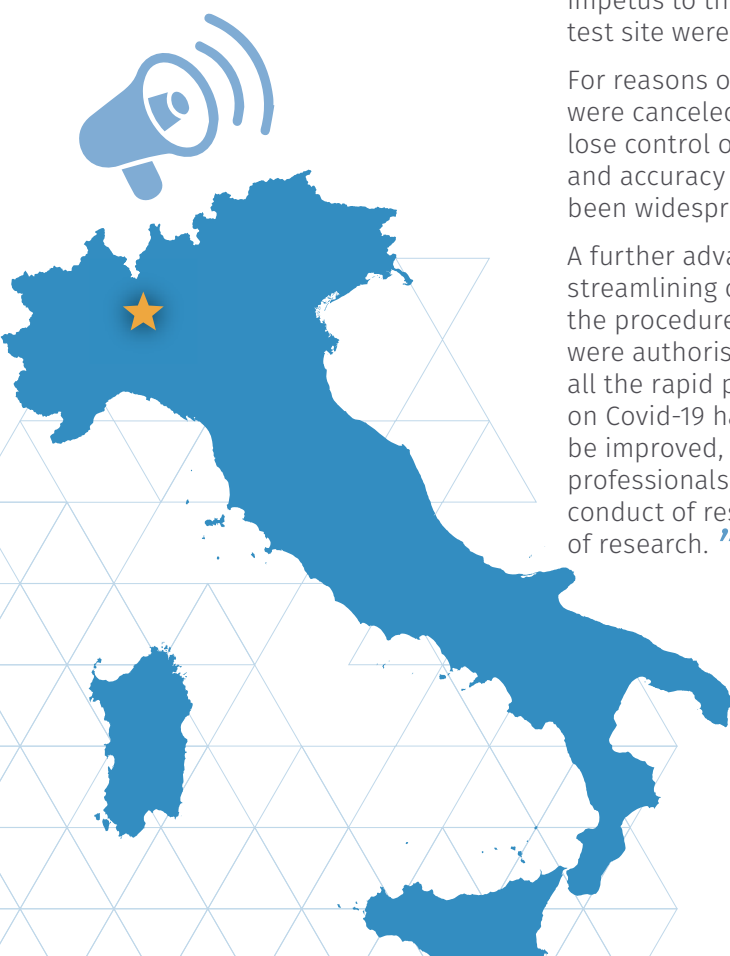 test site were
For reasons o
were canceled
lose control o
and accuracy
been widespr
A further adva
streamlining o
the procedure
were authoris
all the rapid p
on Covid-19 ha
be improved,
professionals
conduct of res
of research. ”